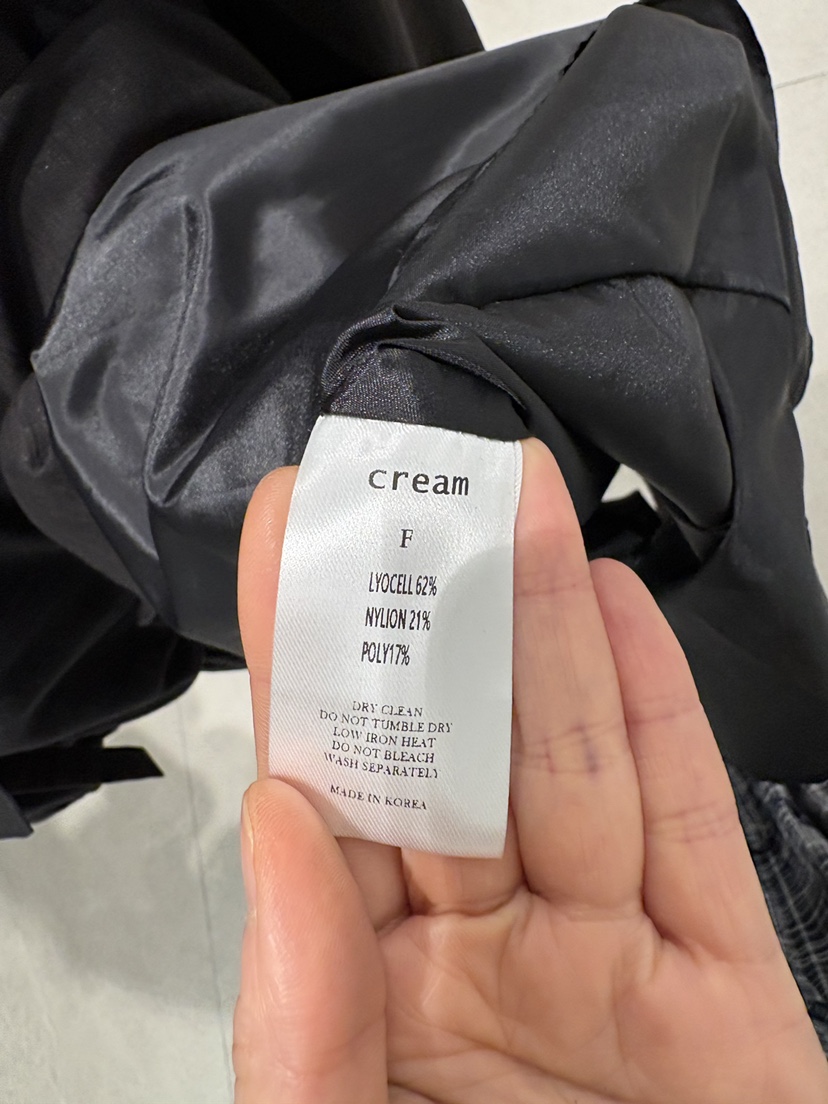 cream
F
LYOCELL 62%
NYLION 21%
POLY17%
DRY CLEAN
DO NOT TUMBLE DRY
LOW IRON HEAT
DO NOT BLEACH
WASH SEPARATELY
MADE IN KOREA